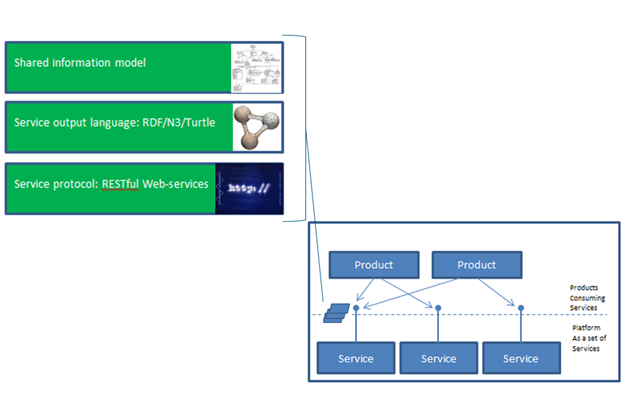 Shared information model
Service output language: RDF/N3/Turtle
Service protocol: RESTful Web-services
http://
Product
Product
Products
Consuming
Services
Platform
As a set of
Services
Service
Service
Service